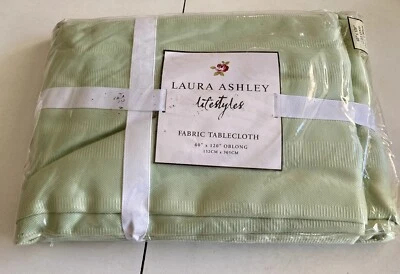 LAURA ASHLEY
lifestyles
FABRIC TABLECLOTH
60" x 120" OBLONG
152CM x 305CM